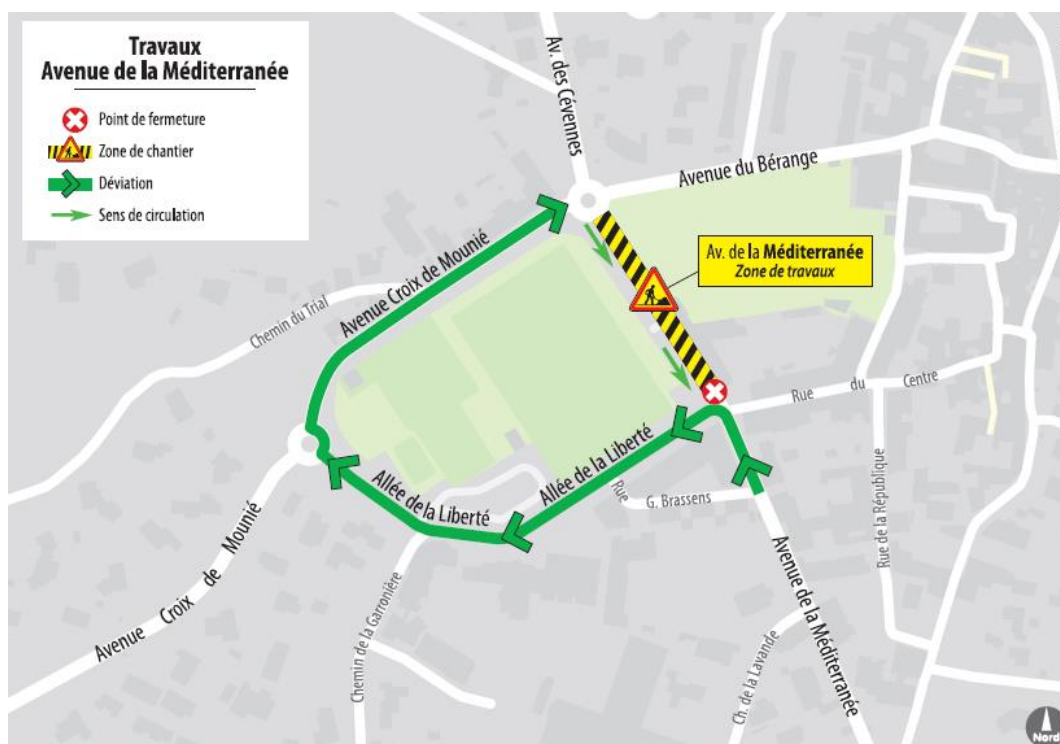 Travaux
Avenue de la Méditerranée
Point de fermeture
Zone de chantier
Déviation
Sens de circulation
Av. des Cévennes
Avenue du Bérange
Av. de la Méditerranée
Zone de travaux
Avenue Croix de Mounié
Chemin du Trial
Rue du Centre
Allée de la Liberté
Allée de la Liberté
Rue G. Brassens
Rue de la République
Avenue Croix de Mounié
Chemin de la Garronière
Ch. de la Lavande
Avenue de la Méditerranée
Nord